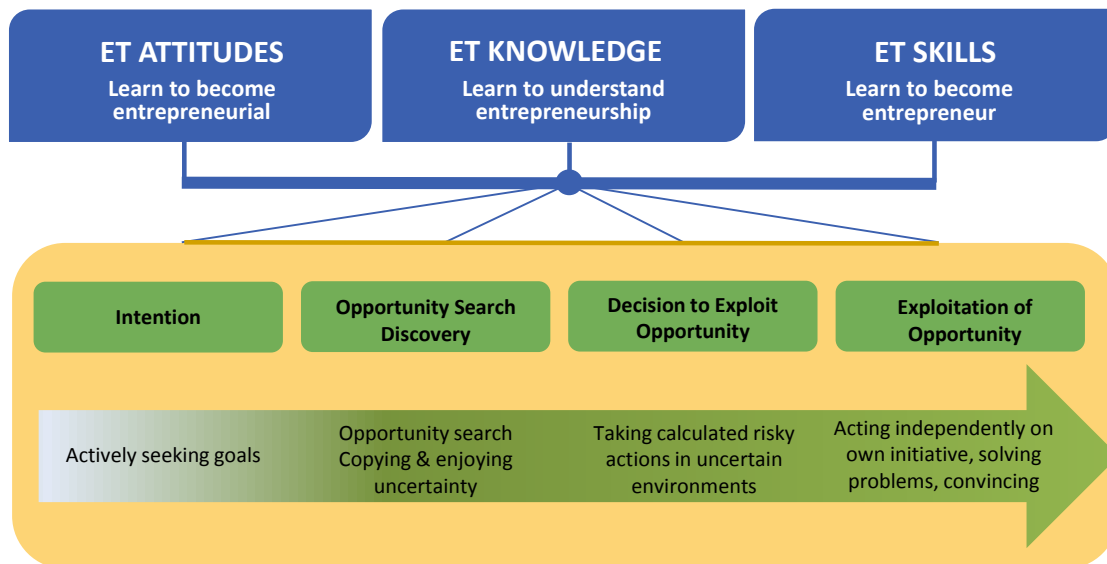 ET ATTITUDES
Learn to become
entrepreneurial
ET KNOWLEDGE
Learn to understand
entrepreneurship
ET SKILLS
Learn to become
entrepreneur
Intention
Opportunity Search
Discovery
Decision to Exploit
Opportunity
Exploitation of
Opportunity
Actively seeking goals
Opportunity search
Copying & enjoying
uncertainty
Taking calculated risky
actions in uncertain
environments
Acting independently on
own initiative, solving
problems, convincing